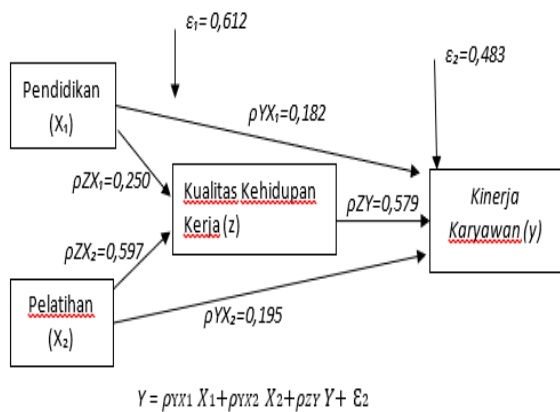 ε₁=0,612
ε₂=0,483
Pendidikan
(X₁)
ρYX₁=0,182
ρZX₁=0,250
Kualitas Kehidupan
Kerja (z)
ρZY=0,579
Kinerja
Karyawan (y)
ρZX₂=0,597
Pelatihan
(X₂)
ρYX₂=0,195
Y = ρYX1 X₁+ρYX2 X₂+ρZY Y+ Ɛ₂